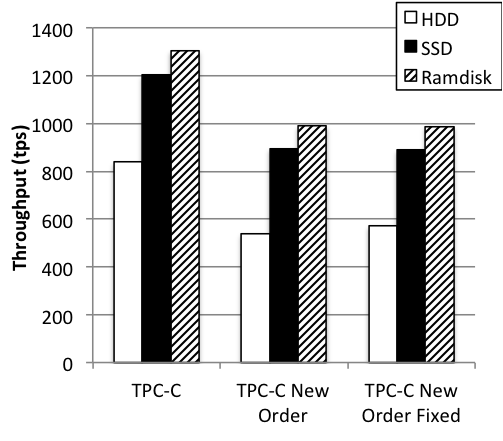 HDD
SSD
Ramdisk
Throughput (tps)
1400
1200
1000
800
600
400
200
0
TPC-C
TPC-C New
Order
TPC-C New
Order Fixed